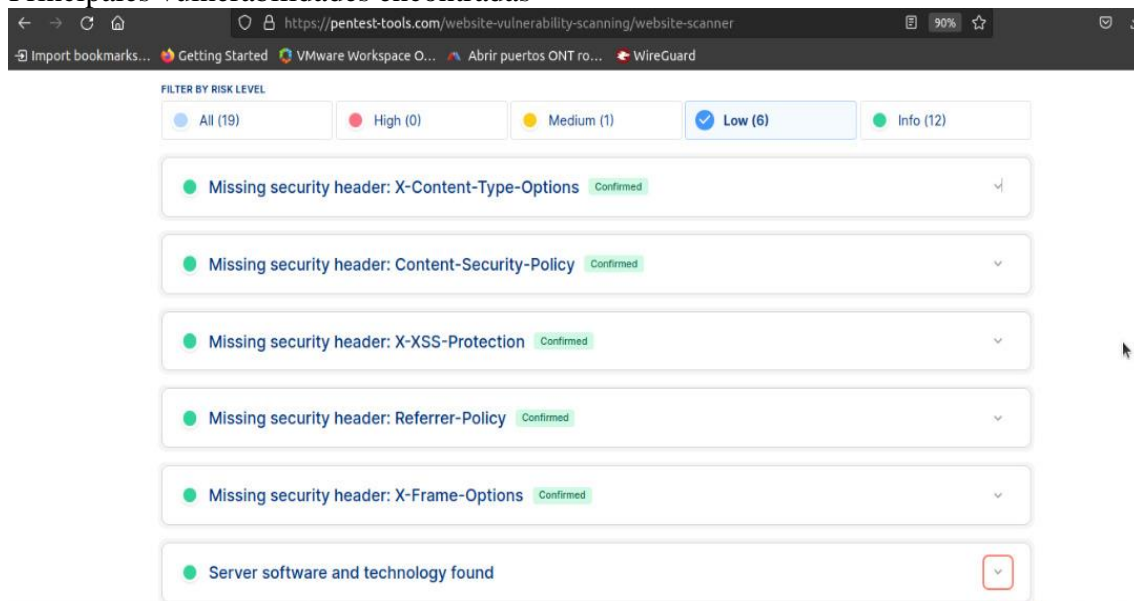 Principales vulnerabilidades encontradas
https://pentest-tools.com/website-vulnerability-scanning/website-scanner 90%
Import bookmarks... Getting Started VMware Workspace O... Abrir puertos ONT ro... WireGuard
FILTER BY RISK LEVEL
All (19) High (0) Medium (1) Low (6) Info (12)
Missing security header: X-Content-Type-Options Confirmed
Missing security header: Content-Security-Policy Confirmed
Missing security header: X-XSS-Protection Confirmed
Missing security header: Referrer-Policy Confirmed
Missing security header: X-Frame-Options Confirmed
Server software and technology found